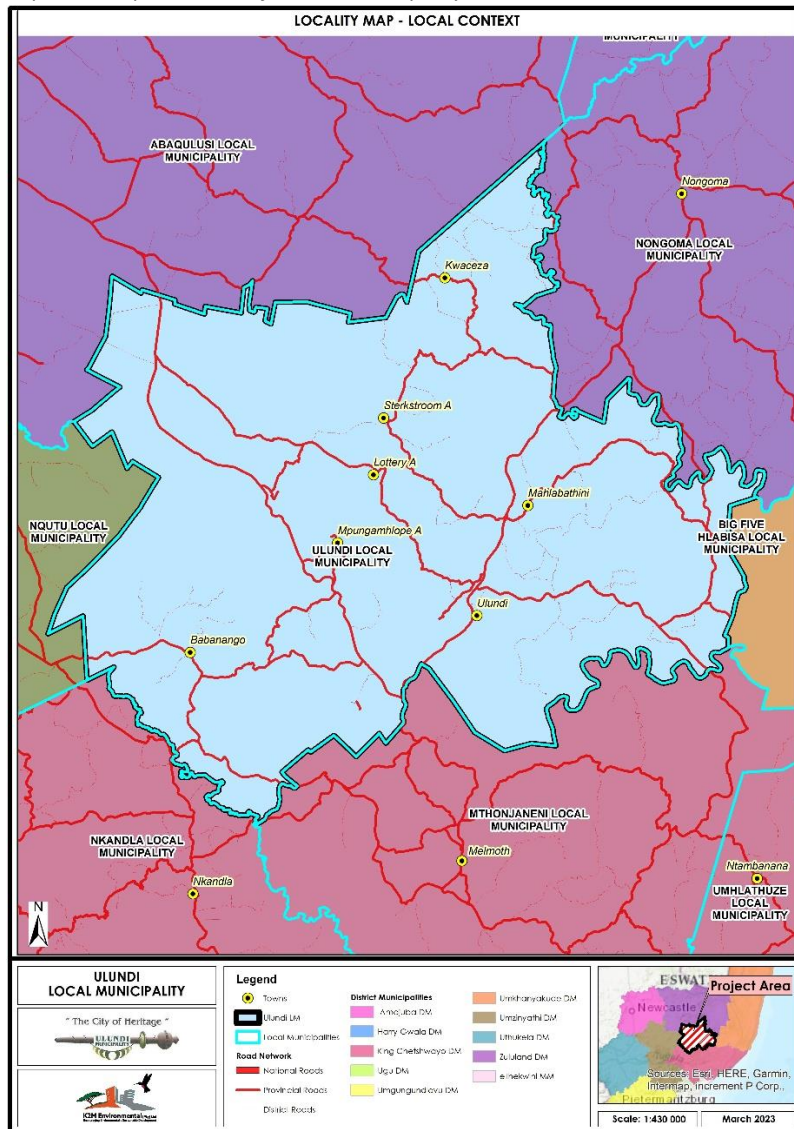 LOCALITY MAP - LOCAL CONTEXT
MUNICIPALITY
ABAQULUSI LOCAL
MUNICIPALITY
Nongoma
NONGOMA LOCAL
MUNICIPALITY
Kwaceza
Sterkstroom A
Lottery A
Mahlabathini
NQUTU LOCAL
MUNICIPALITY
BIG FIVE
HLABISA LOCAL
MUNICIPALITY
Mpungamhlope A
ULUNDI LOCAL
MUNICIPALITY
Ulundi
Babanango
MTHONJANENI LOCAL
MUNICIPALITY
NKANDLA LOCAL
MUNICIPALITY
Melmoth
Nkandla
Ntambanana
UMHLATHUZE
LOCAL
MUNICIPALITY
N
ULUNDI
LOCAL MUNICIPALITY
"The City of Heritage"
ULUNDI
MUNICIPALITY
Environmental
Legend
Towns
Ulundi LM
Local Municipalities
Road Network
National Roads
Provincial Roads
District Roads
District Municipalities
Amajuba DM
Harry Gwala DM
King Chetshwayo DM
Ugu DM
Umgungundlovu DM
Umkhanyakude DM
Umzinyathi DM
Uthukela DM
Zululand DM
eThekwini MM
ESWAT
Project Area
Newcastle
Sources: Esri, HERE, Garmin,
Intermap, increment P Corp.,
Pietermaritzburg
Scale: 1:430 000
March 2023